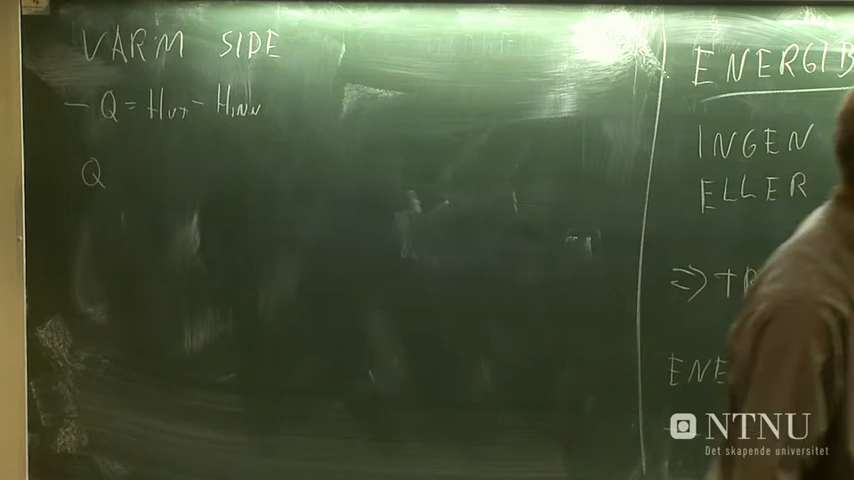 VARM SIDE
- Q = H_UT - H_INN
Q
ENERGIB
INGEN
ELLER
⇒ TR
ENE
NTNU
Det skapende universitet